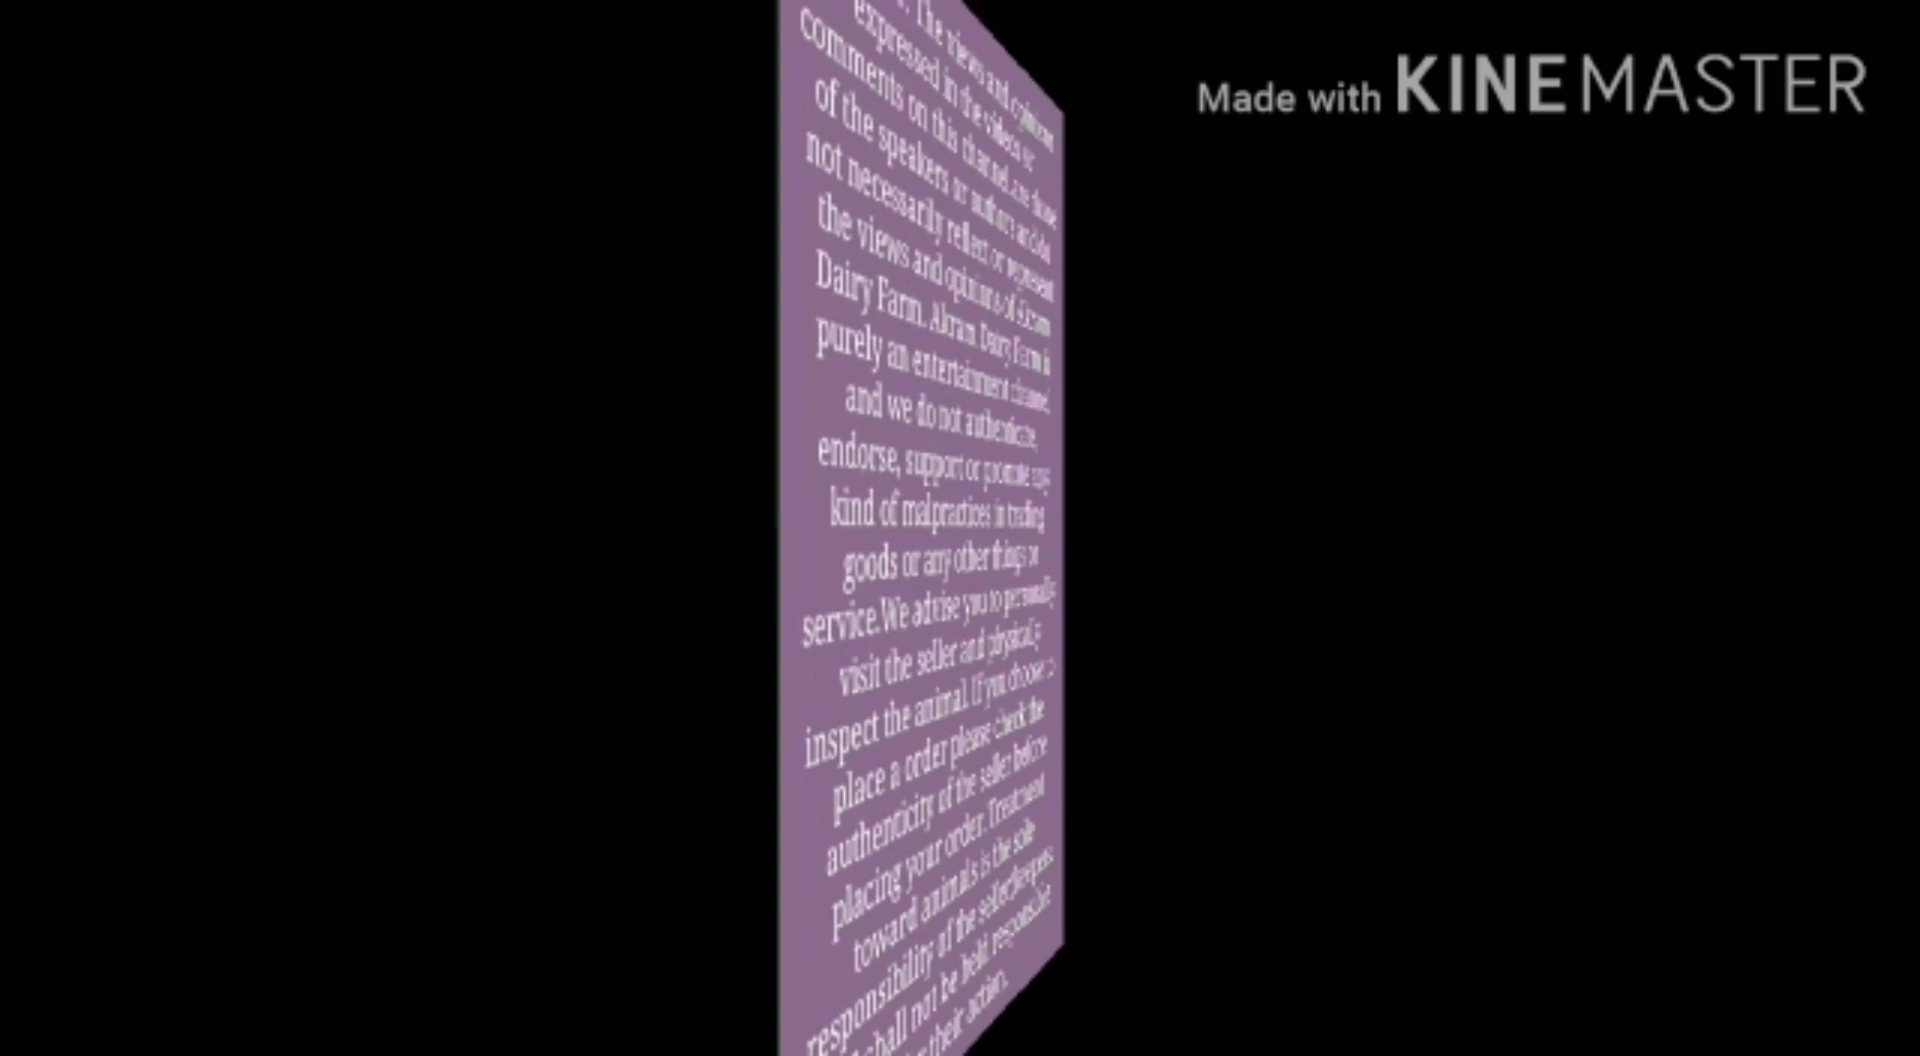 The views and opinions
expressed in the videos or
comments on this channel, are those
of the speakers or authors and do
not necessarily reflect or represent
the views and opinions of Akram
Dairy Farm. Akram Dairy Farm is
purely an entertainment channel,
and we do not authenticate,
endorse, support or promote any
kind of malpractices in trading
goods or any other things or
service.We advise you to personally
visit the seller and physically
inspect the animal. If you choose to
place a order please check the
authenticity of the seller before
placing your order. Treatment
toward animals is the sole
responsibility of the seller/keepers
shall not be held responsible
their action.
Made with KINEMASTER